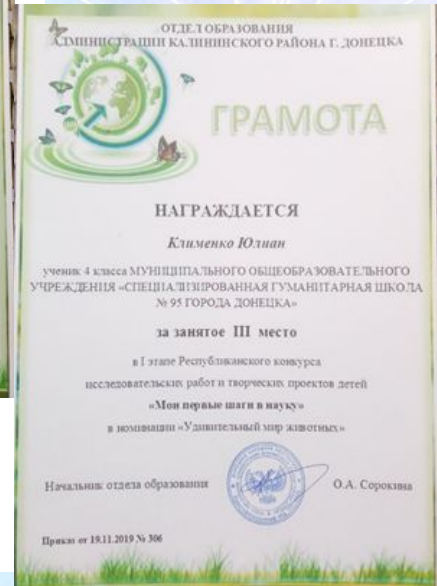 ОТДЕЛ ОБРАЗОВАНИЯ
АДМИНИСТРАЦИИ КАЛИНИНСКОГО РАЙОНА Г. ДОНЕЦКА
ГРАМОТА
НАГРАЖДАЕТСЯ
Клименко Юлиан
ученик 4 класса МУНИЦИПАЛЬНОГО ОБЩЕОБРАЗОВАТЕЛЬНОГО
УЧРЕЖДЕНИЯ «СПЕЦИАЛИЗИРОВАННАЯ ГУМАНИТАРНАЯ ШКОЛА
№ 95 ГОРОДА ДОНЕЦКА»
за занятое III место
в I этапе Республиканского конкурса
исследовательских работ и творческих проектов детей
«Мои первые шаги в науку»
в номинации «Удивительный мир животных»
Начальник отдела образования О.А. Сорокина
Приказ от 19.11.2019 № 306